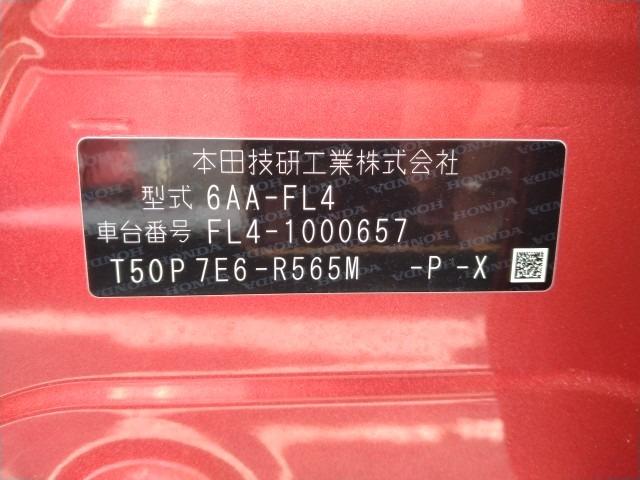 本田技研工業株式会社
型式 6AA-FL4
車台番号 FL4-1000657
T50P 7E6-R565M -P -X